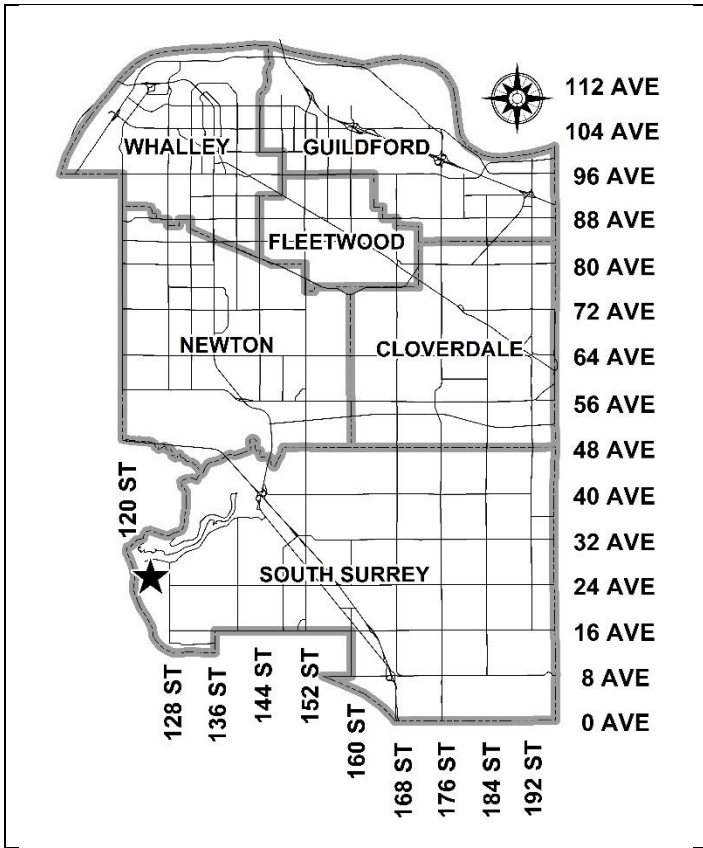 112 AVE
104 AVE
WHALLEY
GUILDFORD
96 AVE
88 AVE
FLEETWOOD
80 AVE
72 AVE
NEWTON
CLOVERDALE
64 AVE
56 AVE
48 AVE
120 ST
40 AVE
32 AVE
SOUTH SURREY
24 AVE
16 AVE
8 AVE
0 AVE
128 ST
136 ST
144 ST
152 ST
160 ST
168 ST
176 ST
184 ST
192 ST